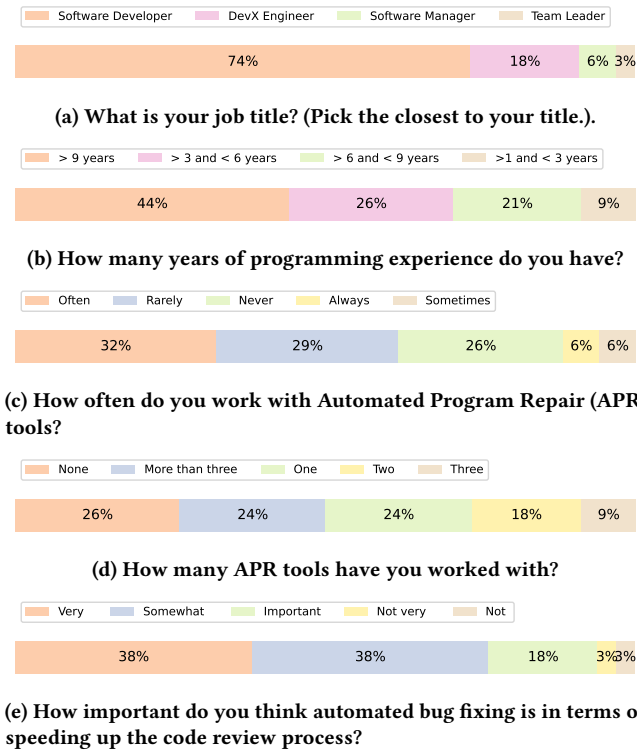 Software Developer DevX Engineer Software Manager Team Leader
74% 18% 6% 3%
(a) What is your job title? (Pick the closest to your title.).
> 9 years > 3 and < 6 years > 6 and < 9 years >1 and < 3 years
44% 26% 21% 9%
(b) How many years of programming experience do you have?
Often Rarely Never Always Sometimes
32% 29% 26% 6% 6%
(c) How often do you work with Automated Program Repair (APR
tools?
None More than three One Two Three
26% 24% 24% 18% 9%
(d) How many APR tools have you worked with?
Very Somewhat Important Not very Not
38% 38% 18% 3% 3%
(e) How important do you think automated bug fixing is in terms o
speeding up the code review process?